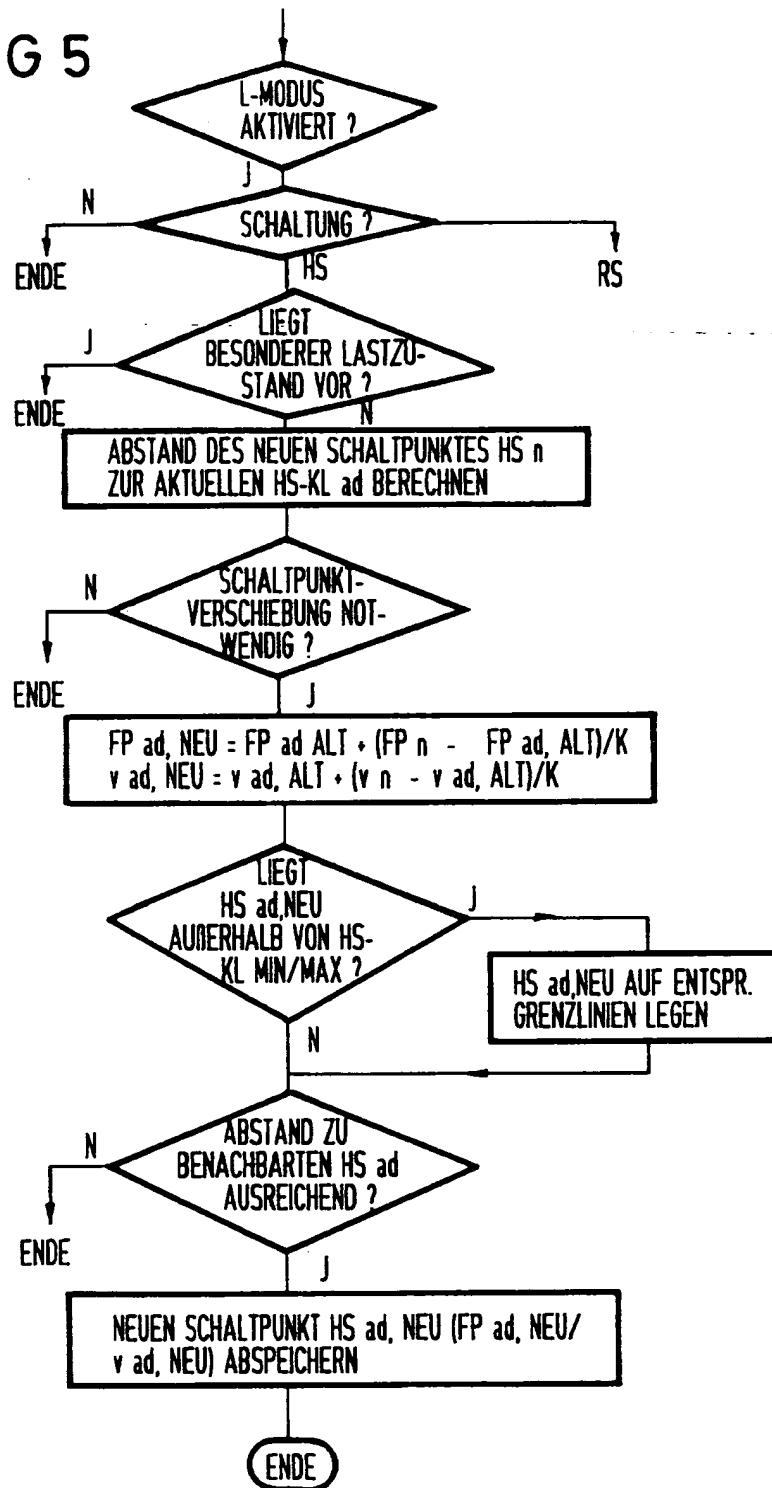 G 5
L-MODUS
AKTIVIERT ?
J
N
SCHALTUNG ?
ENDE
HS
RS
LIEGT
J
BESONDERER LASTZU-
STAND VOR ?
ENDE
N
ABSTAND DES NEUEN SCHALTPUNKTES HS n
ZUR AKTUELLEN HS-KL ad BERECHNEN
N
SCHALTPUNKT-
VERSCHIEBUNG NOT-
WENDIG ?
ENDE
J
FP ad, NEU = FP ad ALT + (FP n - FP ad, ALT)/K
v ad, NEU = v ad, ALT + (v n - v ad, ALT)/K
LIEGT
HS ad,NEU
J
AUßERHALB VON HS-
KL MIN/MAX ?
HS ad,NEU AUF ENTSPR.
GRENZLINIEN LEGEN
N
ABSTAND ZU
N
BENACHBARTEN HS ad
AUSREICHEND ?
ENDE
J
NEUEN SCHALTPUNKT HS ad, NEU (FP ad, NEU/
v ad, NEU) ABSPEICHERN
ENDE